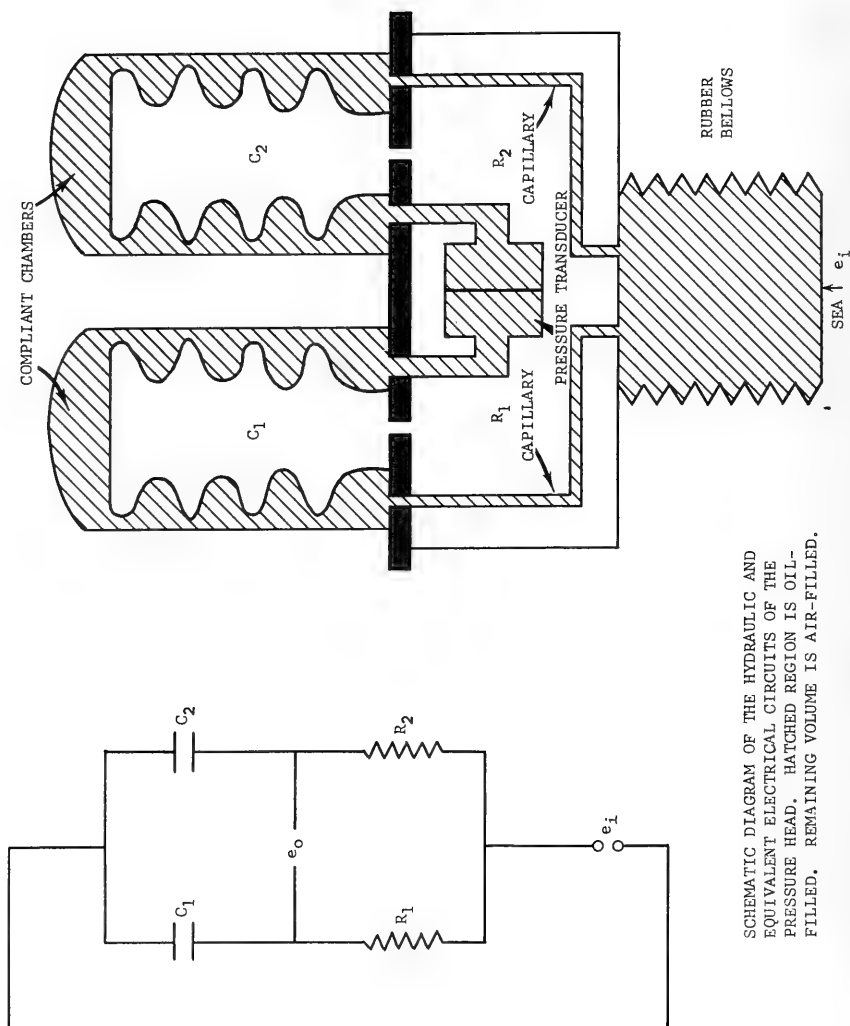 COMPLIANT CHAMBERS
C1
C2
R1
CAPILLARY
R2
CAPILLARY
PRESSURE TRANSDUCER
RUBBER
BELLOWS
SEA ei
C1
C2
eo
R1
R2
ei
SCHEMATIC DIAGRAM OF THE HYDRAULIC AND
EQUIVALENT ELECTRICAL CIRCUITS OF THE
PRESSURE HEAD. HATCHED REGION IS OIL-
FILLED. REMAINING VOLUME IS AIR-FILLED.